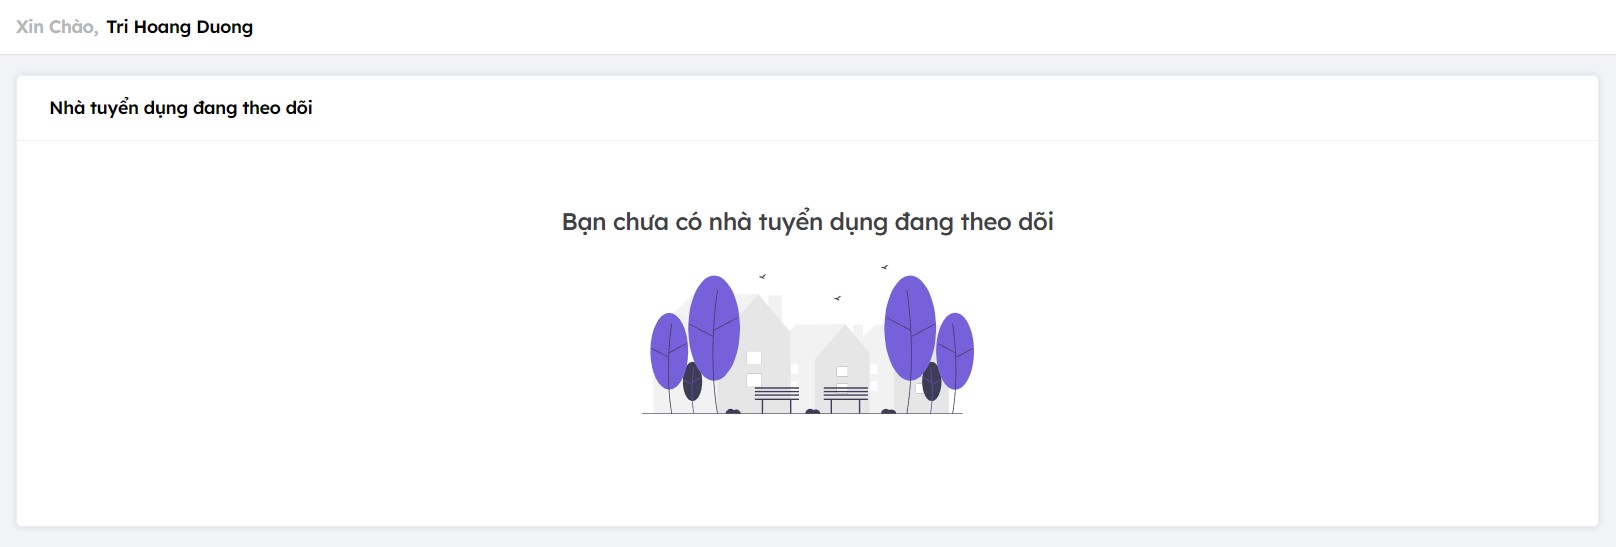 Xin Chào, Tri Hoang Duong
Nhà tuyển dụng đang theo dõi
Bạn chưa có nhà tuyển dụng đang theo dõi